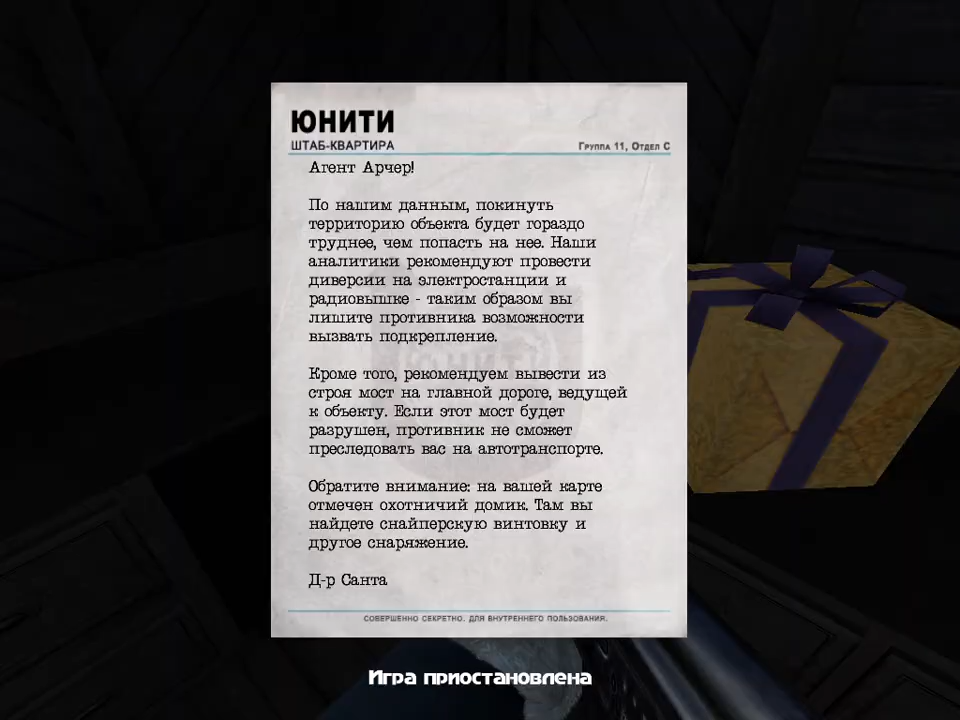 ЮНИТИ
ШТАБ-КВАРТИРА
Группа 11, Отдел С
Агент Арчер!
По нашим данным, покинуть
территорию объекта будет гораздо
труднее, чем попасть на нее. Наши
аналитики рекомендуют провести
диверсии на электростанции и
радиовышке - таким образом вы
лишите противника возможности
вызвать подкрепление.
Кроме того, рекомендуем вывести из
строя мост на главной дороге, ведущей
к объекту. Если этот мост будет
разрушен, противник не сможет
преследовать вас на автотранспорте.
Обратите внимание: на вашей карте
отмечен охотничий домик. Там вы
найдете снайперскую винтовку и
другое снаряжение.
Д-р Санта
СОВЕРШЕННО СЕКРЕТНО. ДЛЯ ВНУТРЕННЕГО ПОЛЬЗОВАНИЯ.
Игра приостановлена